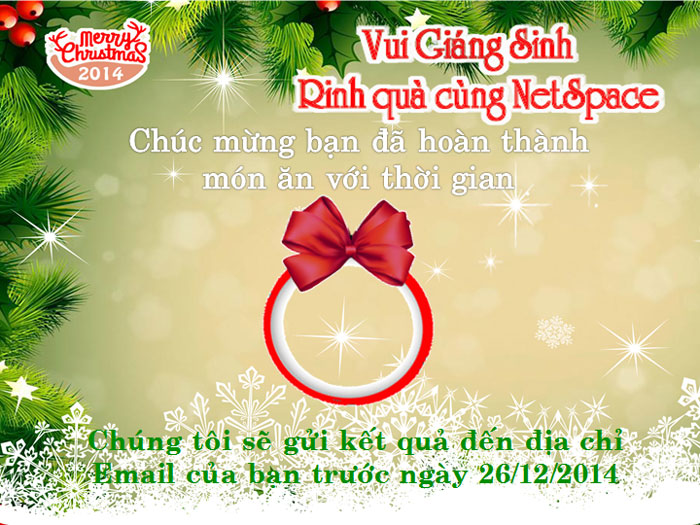 Merry
Christmas
2014
Vui Giáng Sinh
Rinh quà cùng NetSpace
Chúc mừng bạn đã hoàn thành
món ăn với thời gian
Chúng tôi sẽ gửi kết quả đến địa chỉ
Email của bạn trước ngày 26/12/2014